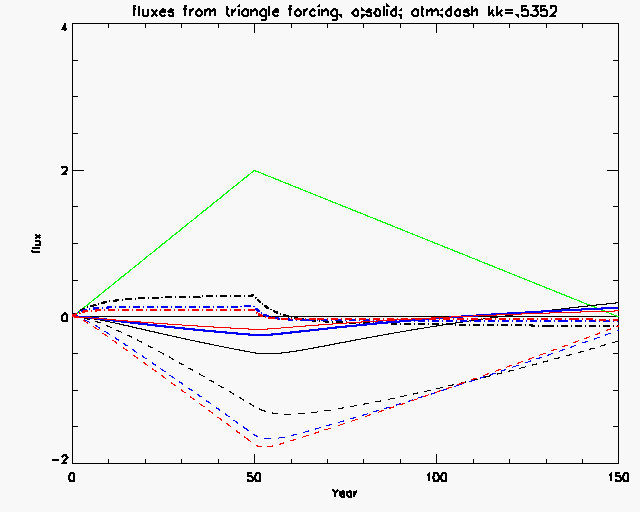 fluxes from triangle forcing, o;solid; atm;dash kk=.5352
4
2
flux
0
-2
0
50
100
150
Year